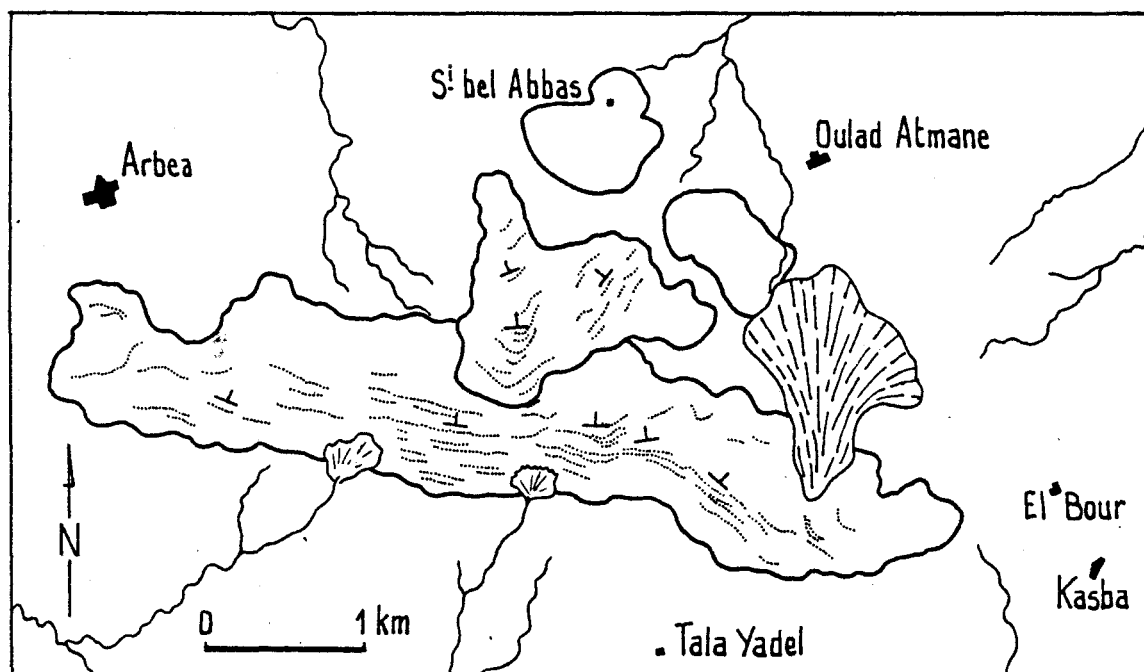 Sⁱ bel Abbas
Oulad Atmane
Arbea
El Bour
N
Kasba
0 1 km
Tala Yadel